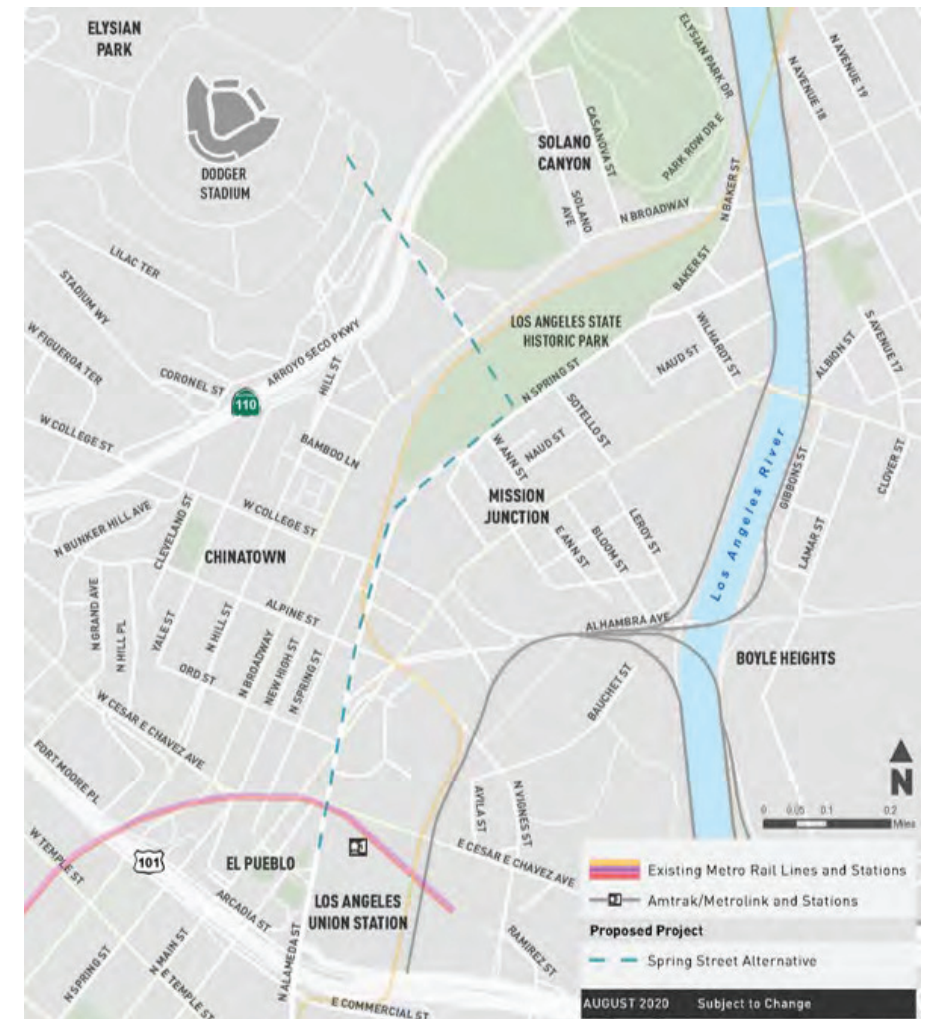 ELYSIAN
PARK
DODGER
STADIUM
SOLANO
CANYON
CASANOVA ST
SOLANO
AVE
ELYSIAN PARK DR
PARK ROW DR E
N BROADWAY
N BAKER ST
N AVENUE 18
N AVENUE 19
BAKER ST
LILAC TER
STADIUM WY
W FIGUEROA TER
CORONEL ST
110
ARROYO SECO PKWY
HILL ST
LOS ANGELES STATE
HISTORIC PARK
N SPRING ST
WILHARDT ST
NAUD ST
ALBION ST
S AVENUE 17
W COLLEGE ST
BAMBOO LN
SOTELLO ST
NAUD ST
W ANN ST
MISSION
JUNCTION
CLOVER ST
GIBBONS ST
LAMAR ST
Los Angeles River
N BUNKER HILL AVE
CLEVELAND ST
W COLLEGE ST
CHINATOWN
E ANN ST
BLOOM ST
LEROY ST
N GRAND AVE
N HILL PL
YALE ST
N HILL ST
ALPINE ST
ORD ST
N BROADWAY
NEW HIGH ST
N SPRING ST
ALHAMBRA AVE
BOYLE HEIGHTS
BAUCHET ST
W CESAR E CHAVEZ AVE
FORT MOORE PL
W TEMPLE ST
101
EL PUEBLO
ARCADIA ST
LOS ANGELES
UNION STATION
AVILA ST
N VIGNES ST
E CESAR E CHAVEZ AVE
RAMIREZ ST
N SPRING ST
N MAIN ST
E TEMPLE ST
N ALAMEDA ST
E COMMERCIAL ST
N
0 0.05 0.1 0.2
Miles
Existing Metro Rail Lines and Stations
Amtrak/Metrolink and Stations
Proposed Project
Spring Street Alternative
AUGUST 2020 Subject to Change